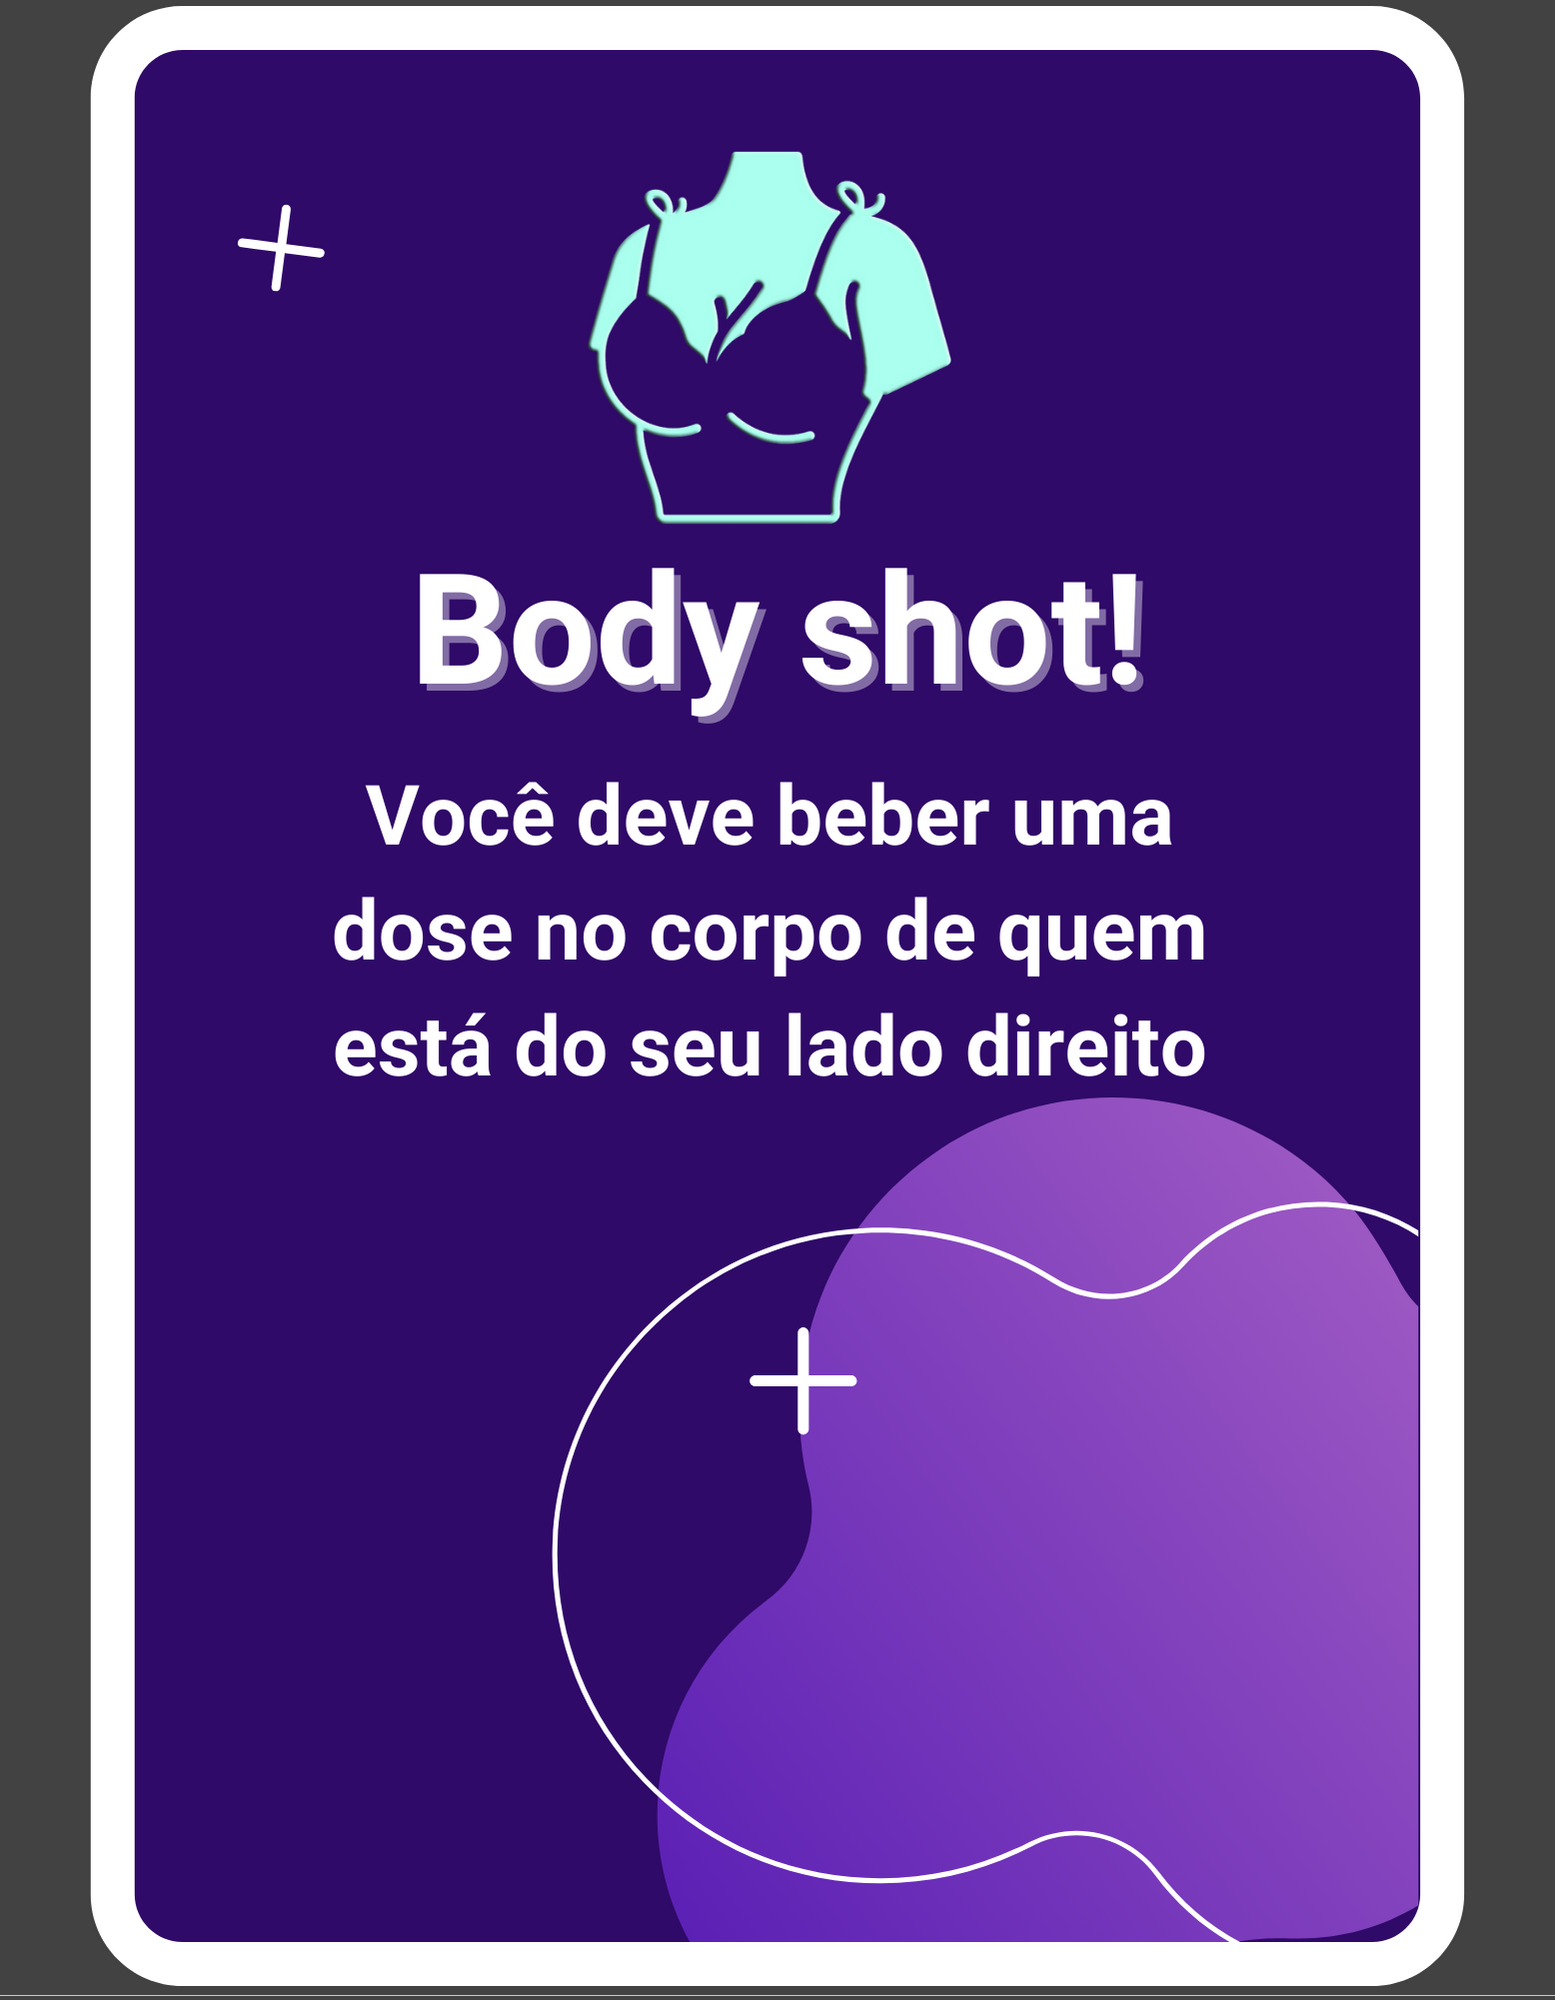 Body shot!
Você deve beber uma
dose no corpo de quem
está do seu lado direito